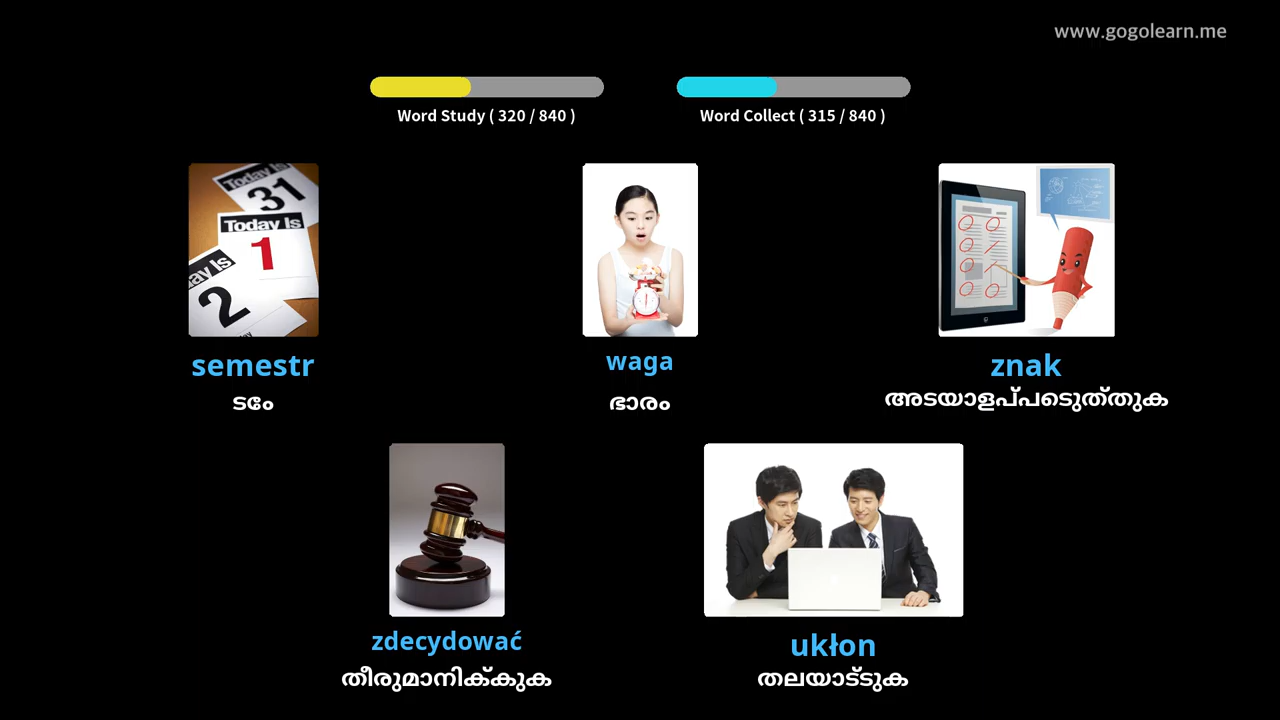 www.gogolearn.me
Word Study ( 320 / 840 )
Word Collect ( 315 / 840 )
Today Is
31
Today Is
1
ay Is
2
semestr
ടേം
waga
ഭാരം
znak
അടയാളപ്പടെുത്തുക
zdecydować
തീരുമാനിക്കുക
ukłon
തലയാട്ടുക